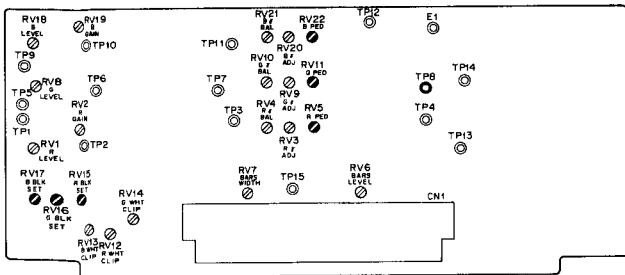 RV18
B
LEVEL
RV19
B
GAIN
TP10
TP9
RV8
G
LEVEL
TP6
TP5
RV2
R
GAIN
TP1
RV1
R
LEVEL
TP2
RV17
B BLK
SET
RV15
R BLK
SET
RV16
G BLK
SET
RV14
G WHT
CLIP
RV13
B WHT
CLIP
RV12
R WHT
CLIP
RV21
B γ
BAL
RV22
B PED
TP11
RV20
B γ
ADJ
RV10
G γ
BAL
RV11
G PED
TP7
RV9
G γ
ADJ
TP3
RV4
R γ
BAL
RV5
R PED
RV3
R γ
ADJ
RV7
BARS
WIDTH
TP15
RV6
BARS
LEVEL
CN1
TP12
E1
TP8
TP14
TP4
TP13